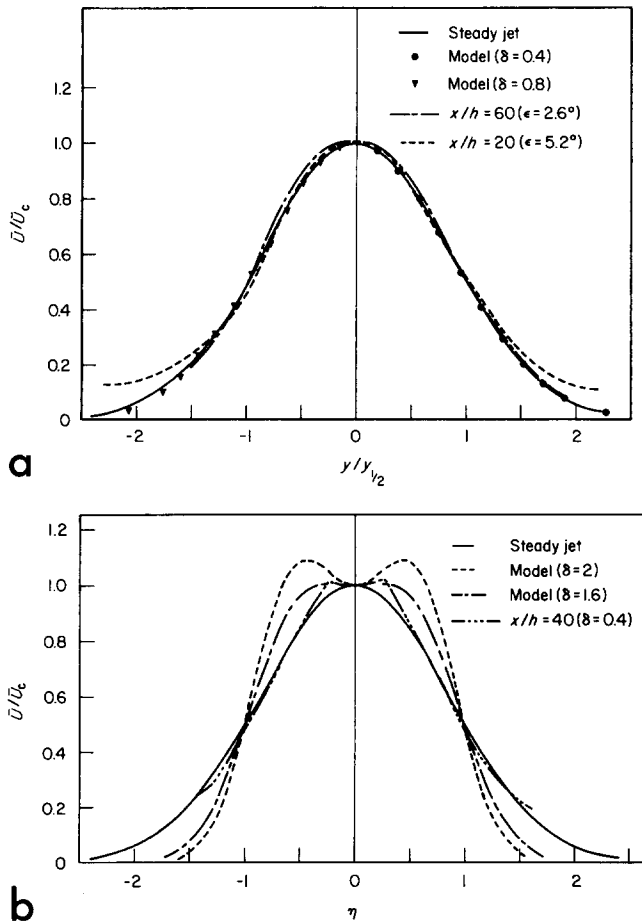 Steady jet
Model (δ=0.4)
Model (δ=0.8)
x/h = 60 (ϵ=2.6°)
x/h = 20 (ϵ=5.2°)
1.2
1.0
0.8
0.6
0.4
0.2
0
Ū/Ūc
-2 -1 0 1 2
y/y1/2
a
Steady jet
Model (δ=2)
Model (δ=1.6)
x/h = 40 (δ=0.4)
1.2
1.0
0.8
0.6
0.4
0.2
0
Ū/Ūc
-2 -1 0 1 2
η
b